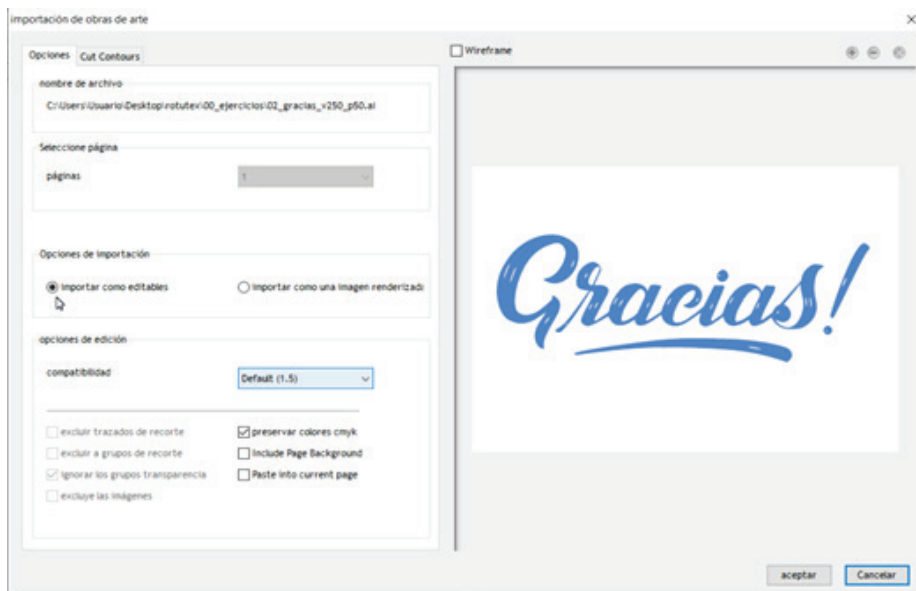 importación de obras de arte
Opciones
Cut Contours
nombre de archivo
C:\Users\Usuario\Desktop\rotutex\00_ejercicios\02_gracias_v250_p50.ai
Seleccione página
páginas
1
Opciones de importación
Importar como editables
Importar como una imagen renderizada
opciones de edición
compatibilidad
Default (1.5)
excluir trazados de recorte
preservar colores cmyk
excluir a grupos de recorte
Include Page Background
ignorar los grupos transparencia
Paste into current page
excluye las imágenes
Wireframe
Gracias!
aceptar
Cancelar